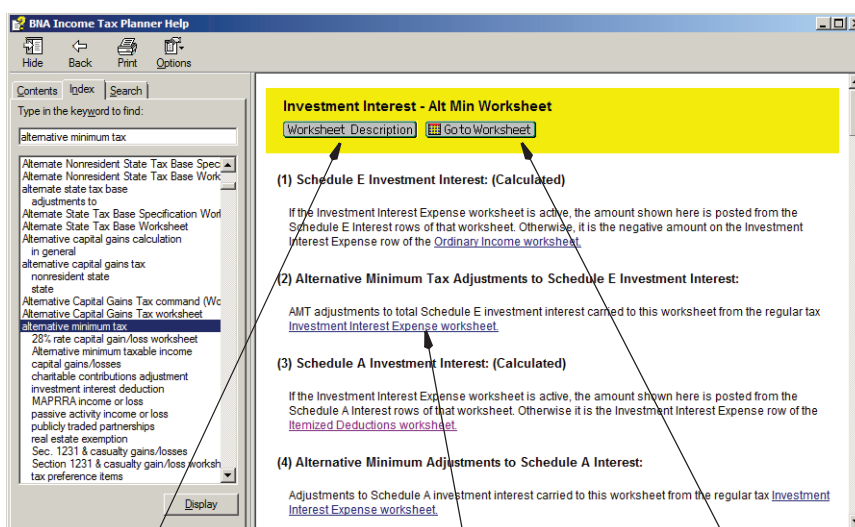 BNA Income Tax Planner Help
Hide Back Print Options
Contents Index Search
Type in the keyword to find:
alternative minimum tax
Alternate Nonresident State Tax Base Spec
Alternate Nonresident State Tax Base Work
alternate state tax base
adjustments to
Alternate State Tax Base Specification Worl
Alternate State Tax Base Worksheet
Alternative capital gains calculation
in general
alternative capital gains tax
nonresident state
state
Alternative Capital Gains Tax command (Wo
Alternative Capital Gains Tax worksheet
alternative minimum tax
28% rate capital gain/loss worksheet
Alternative minimum taxable income
capital gains/losses
charitable contributions adjustment
investment interest deduction
MAPRRA income or loss
passive activity income or loss
publicly traded partnerships
real estate exemption
Sec. 1231 & casualty gains/losses
Section 1231 & casualty gain/loss worksh
tax preference items
Display
Investment Interest - Alt Min Worksheet
Worksheet Description Go to Worksheet
(1) Schedule E Investment Interest: (Calculated)
If the Investment Interest Expense worksheet is active, the amount shown here is posted from the
Schedule E Interest rows of that worksheet. Otherwise, it is the negative amount on the Investment
Interest Expense row of the Ordinary Income worksheet.
(2) Alternative Minimum Tax Adjustments to Schedule E Investment Interest:
AMT adjustments to total Schedule E investment interest carried to this worksheet from the regular tax
Investment Interest Expense worksheet.
(3) Schedule A Investment Interest: (Calculated)
If the Investment Interest Expense worksheet is active, the amount shown here is posted from the
Schedule A Interest rows of that worksheet. Otherwise it is the Investment Interest Expense row of the
Itemized Deductions worksheet.
(4) Alternative Minimum Adjustments to Schedule A Interest:
Adjustments to Schedule A investment interest carried to this worksheet from the regular tax Investment
Interest Expense worksheet.